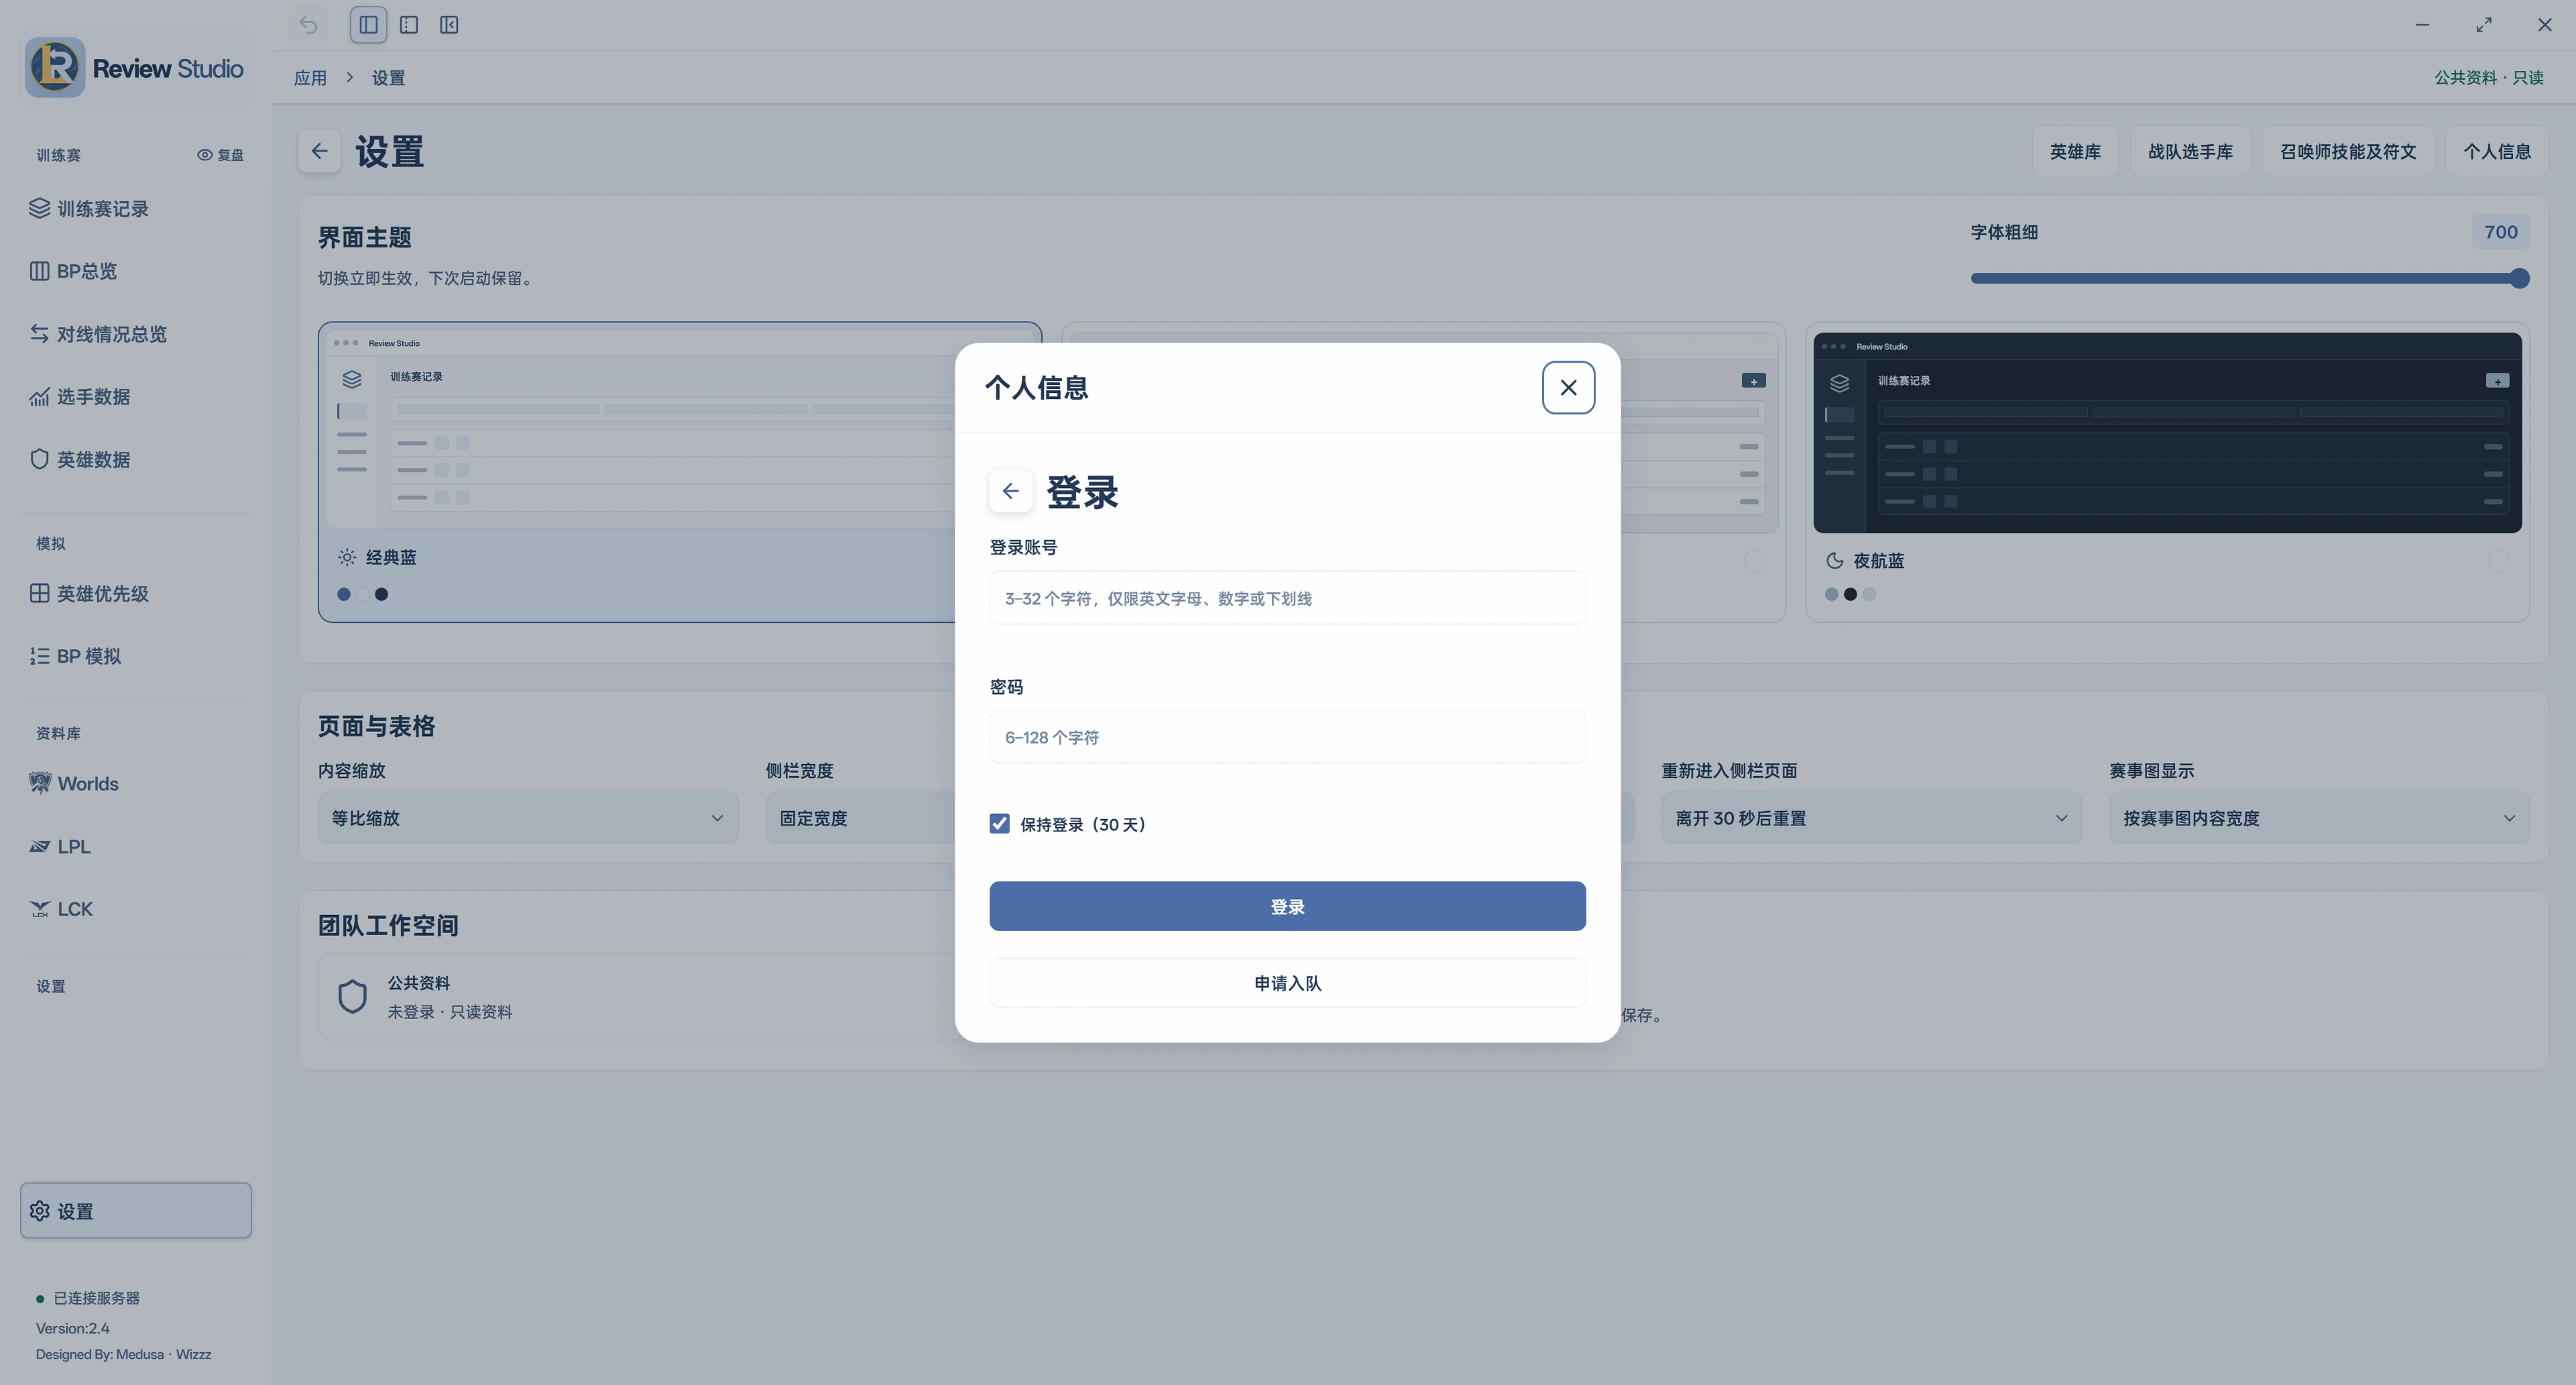 Review Studio
训练赛
复盘
训练赛记录
BP总览
对线情况总览
选手数据
英雄数据
模拟
英雄优先级
BP 模拟
资料库
Worlds
LPL
LCK
设置
设置
已连接服务器
Version:2.4
Designed By: Medusa · Wizzz
应用 > 设置
公共资料 · 只读
设置
英雄库
战队选手库
召唤师技能及符文
个人信息
界面主题
切换立即生效，下次启动保留。
字体粗细
700
Review Studio
训练赛记录
经典蓝
Review Studio
训练赛记录
夜航蓝
页面与表格
内容缩放
等比缩放
侧栏宽度
固定宽度
重新进入侧栏页面
离开 30 秒后重置
赛事图显示
按赛事图内容宽度
团队工作空间
公共资料
未登录 · 只读资料
保存。
个人信息
登录
登录账号
3–32 个字符，仅限英文字母、数字或下划线
密码
6–128 个字符
保持登录（30 天）
登录
申请入队